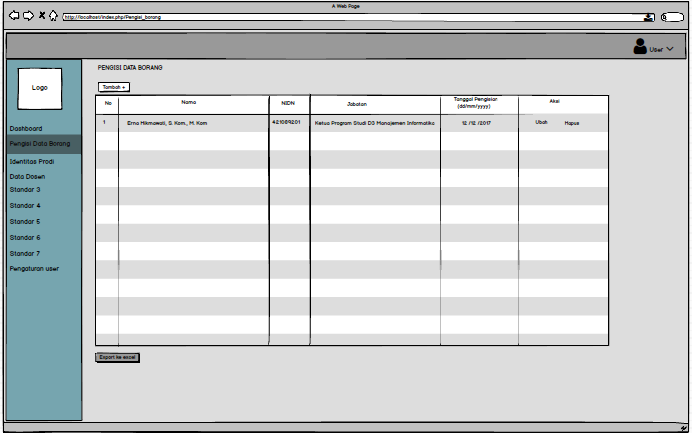 A Web Page
http://localhost/index.php/Pengisi_borang
User
Logo
Dashboard
Pengisi Data Borang
Identitas Prodi
Data Dosen
Standar 3
Standar 4
Standar 5
Standar 6
Standar 7
Pengaturan user
PENGISI DATA BORANG
Tambah +
No Nama NIDN Jabatan Tanggal Pengisian (dd/mm/yyyy) Aksi
1 Erna Hikmawati, S. Kom., M. Kom 421089201 Ketua Program Studi D3 Manajemen Informatika 12 /12 /2017 Ubah Hapus
Export ke excel